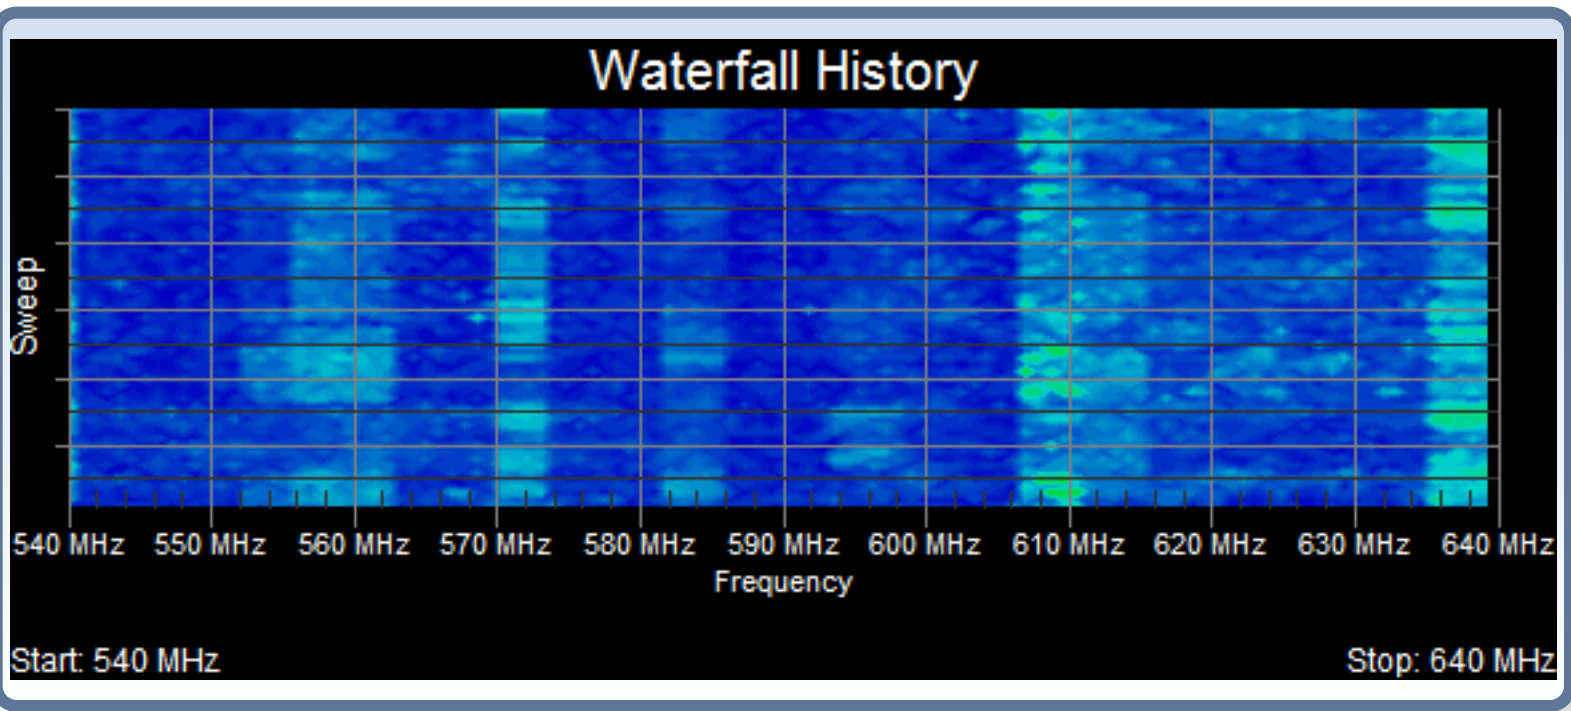 Waterfall History
Sweep
540 MHz 550 MHz 560 MHz 570 MHz 580 MHz 590 MHz 600 MHz 610 MHz 620 MHz 630 MHz 640 MHz
Frequency
Start: 540 MHz
Stop: 640 MHz